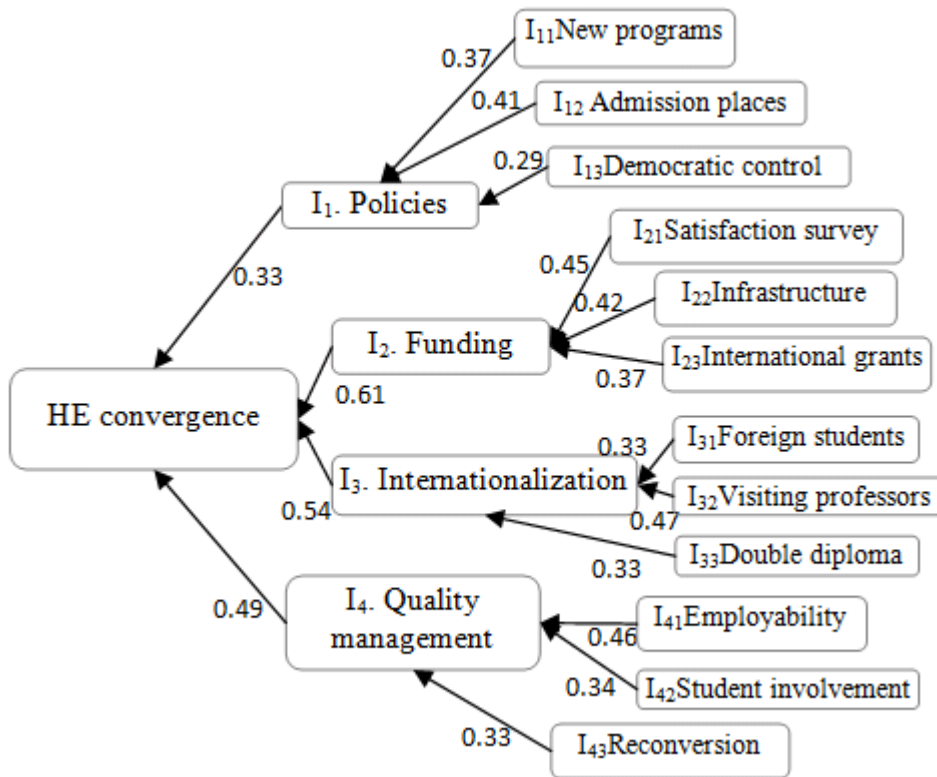 I₁₁New programs
0.37
0.41
I₁₂ Admission places
0.29
I₁₃Democratic control
I₁. Policies
I₂₁Satisfaction survey
0.33
0.45
I₂₂Infrastructure
0.42
I₂. Funding
I₂₃International grants
0.37
0.61
HE convergence
I₃₁Foreign students
0.33
I₃. Internationalization
I₃₂Visiting professors
0.54
0.47
I₃₃Double diploma
0.33
I₄. Quality
management
0.49
I₄₁Employability
0.46
0.34
I₄₂Student involvement
0.33
I₄₃Reconversion